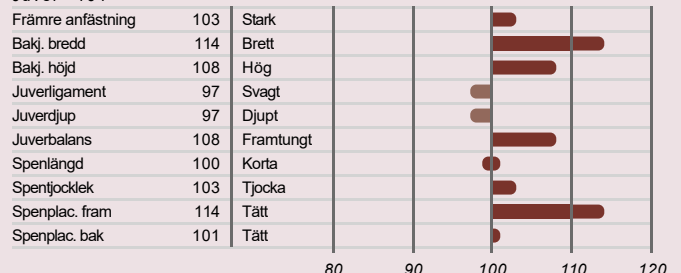 Främre anfästning 103 Stark
Bakj. bredd 114 Brett
Bakj. höjd 108 Hög
Juverligament 97 Svagt
Juverdjup 97 Djupt
Juverbalans 108 Framtungt
Spenlängd 100 Korta
Spentjocklek 103 Tjocka
Spenplac. fram 114 Tätt
Spenplac. bak 101 Tätt
80 90 100 110 120